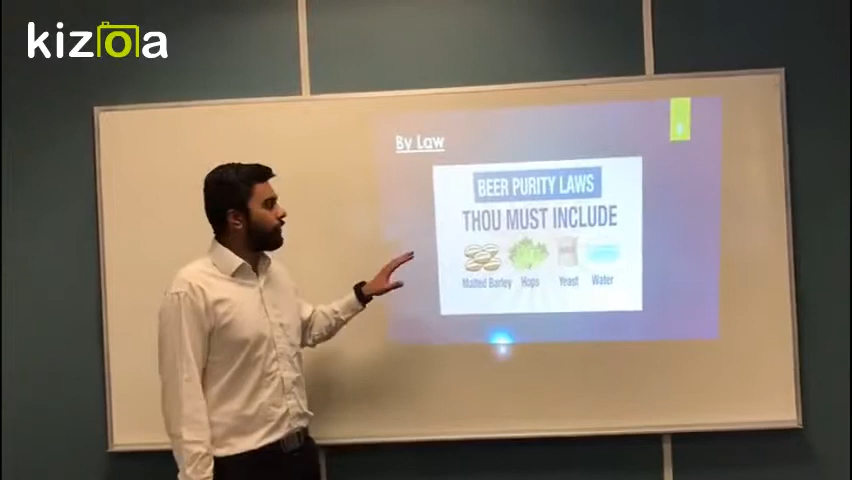 kizoa
By Law
BEER PURITY LAWS
THOU MUST INCLUDE
Malted Barley Hops Yeast Water